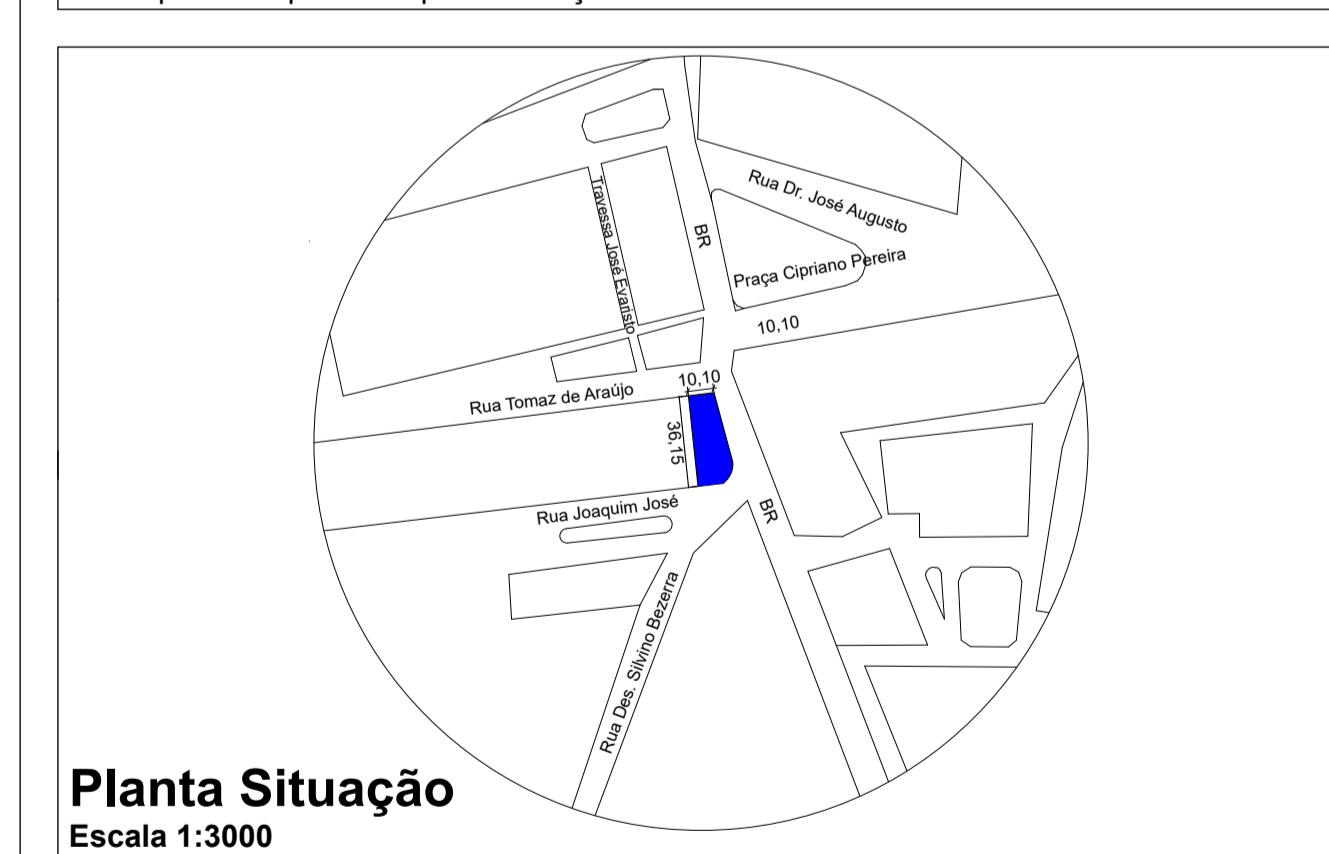 Rua Dr. José Augusto
Travessa José Evaristo
BR
Praça Cipriano Pereira
10,10
10,10
Rua Tomaz de Araújo
36,15
Rua Joaquim José
BR
Rua Des. Silvino Bezerra
Planta Situação
Escala 1:3000